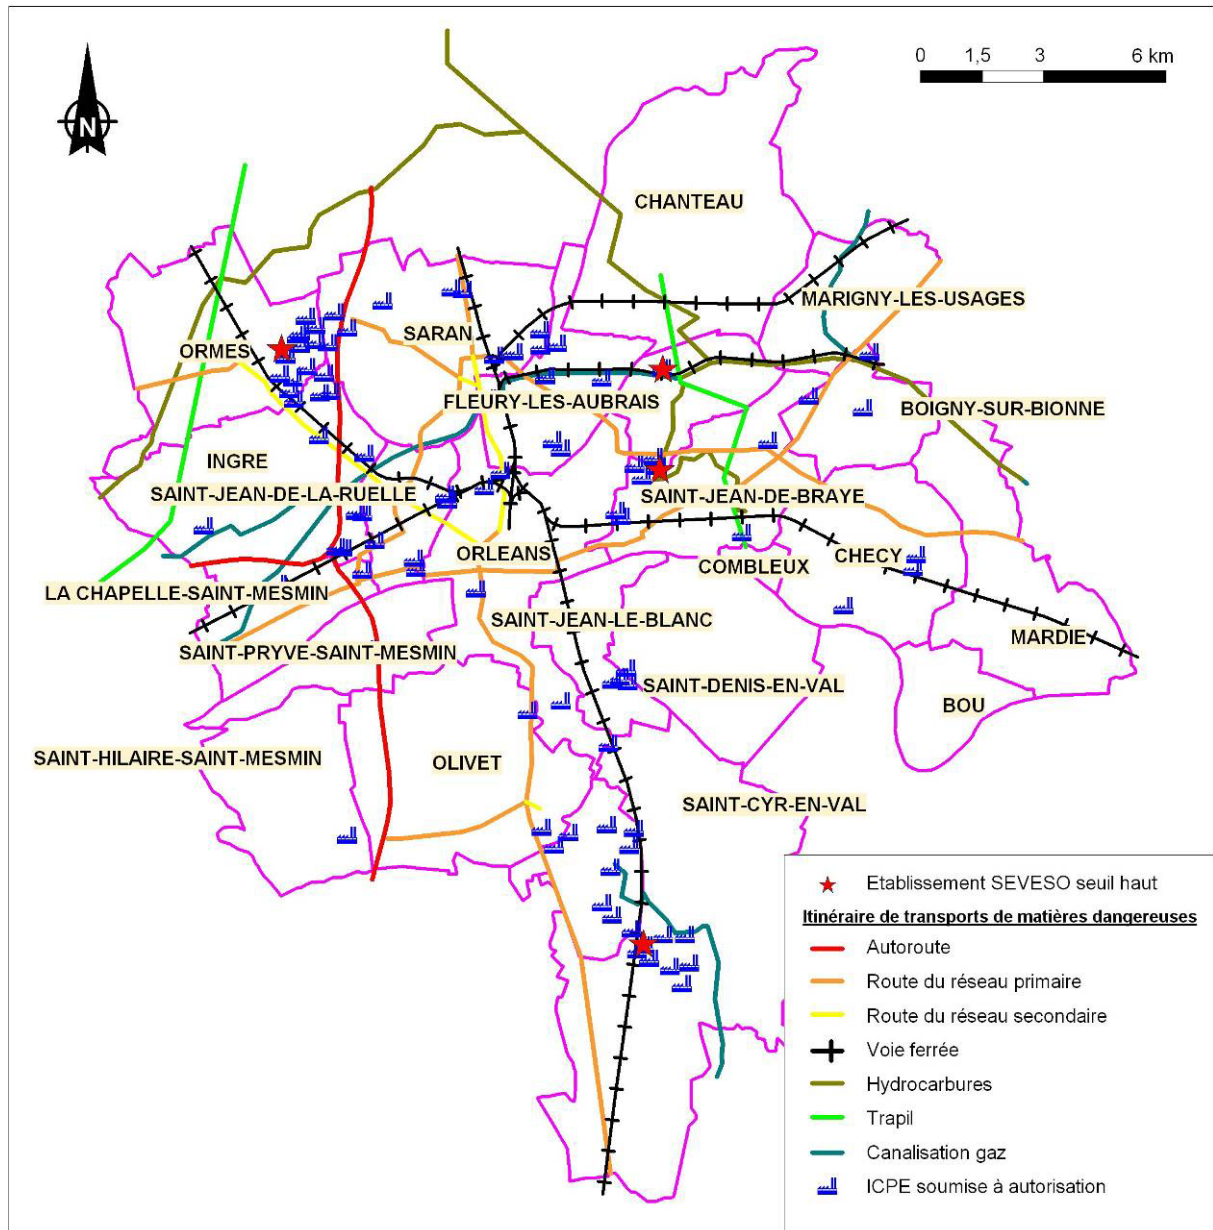 0 1,5 3 6 km
N
CHANTEAU
MARIGNY-LES-USAGES
SARAN
ORMES
FLEURY-LES-AUBRAIS
BOIGNY-SUR-BIONNE
INGRE
SAINT-JEAN-DE-LA-RUELLE
SAINT-JEAN-DE-BRAYE
ORLEANS
CHECY
COMBLEUX
LA CHAPELLE-SAINT-MESMIN
SAINT-JEAN-LE-BLANC
MARDIE
SAINT-PRYVE-SAINT-MESMIN
SAINT-DENIS-EN-VAL
BOU
SAINT-HILAIRE-SAINT-MESMIN
OLIVET
SAINT-CYR-EN-VAL
Etablissement SEVESO seuil haut
Itinéraire de transports de matières dangereuses
Autoroute
Route du réseau primaire
Route du réseau secondaire
Voie ferrée
Hydrocarbures
Trapil
Canalisation gaz
ICPE soumise à autorisation